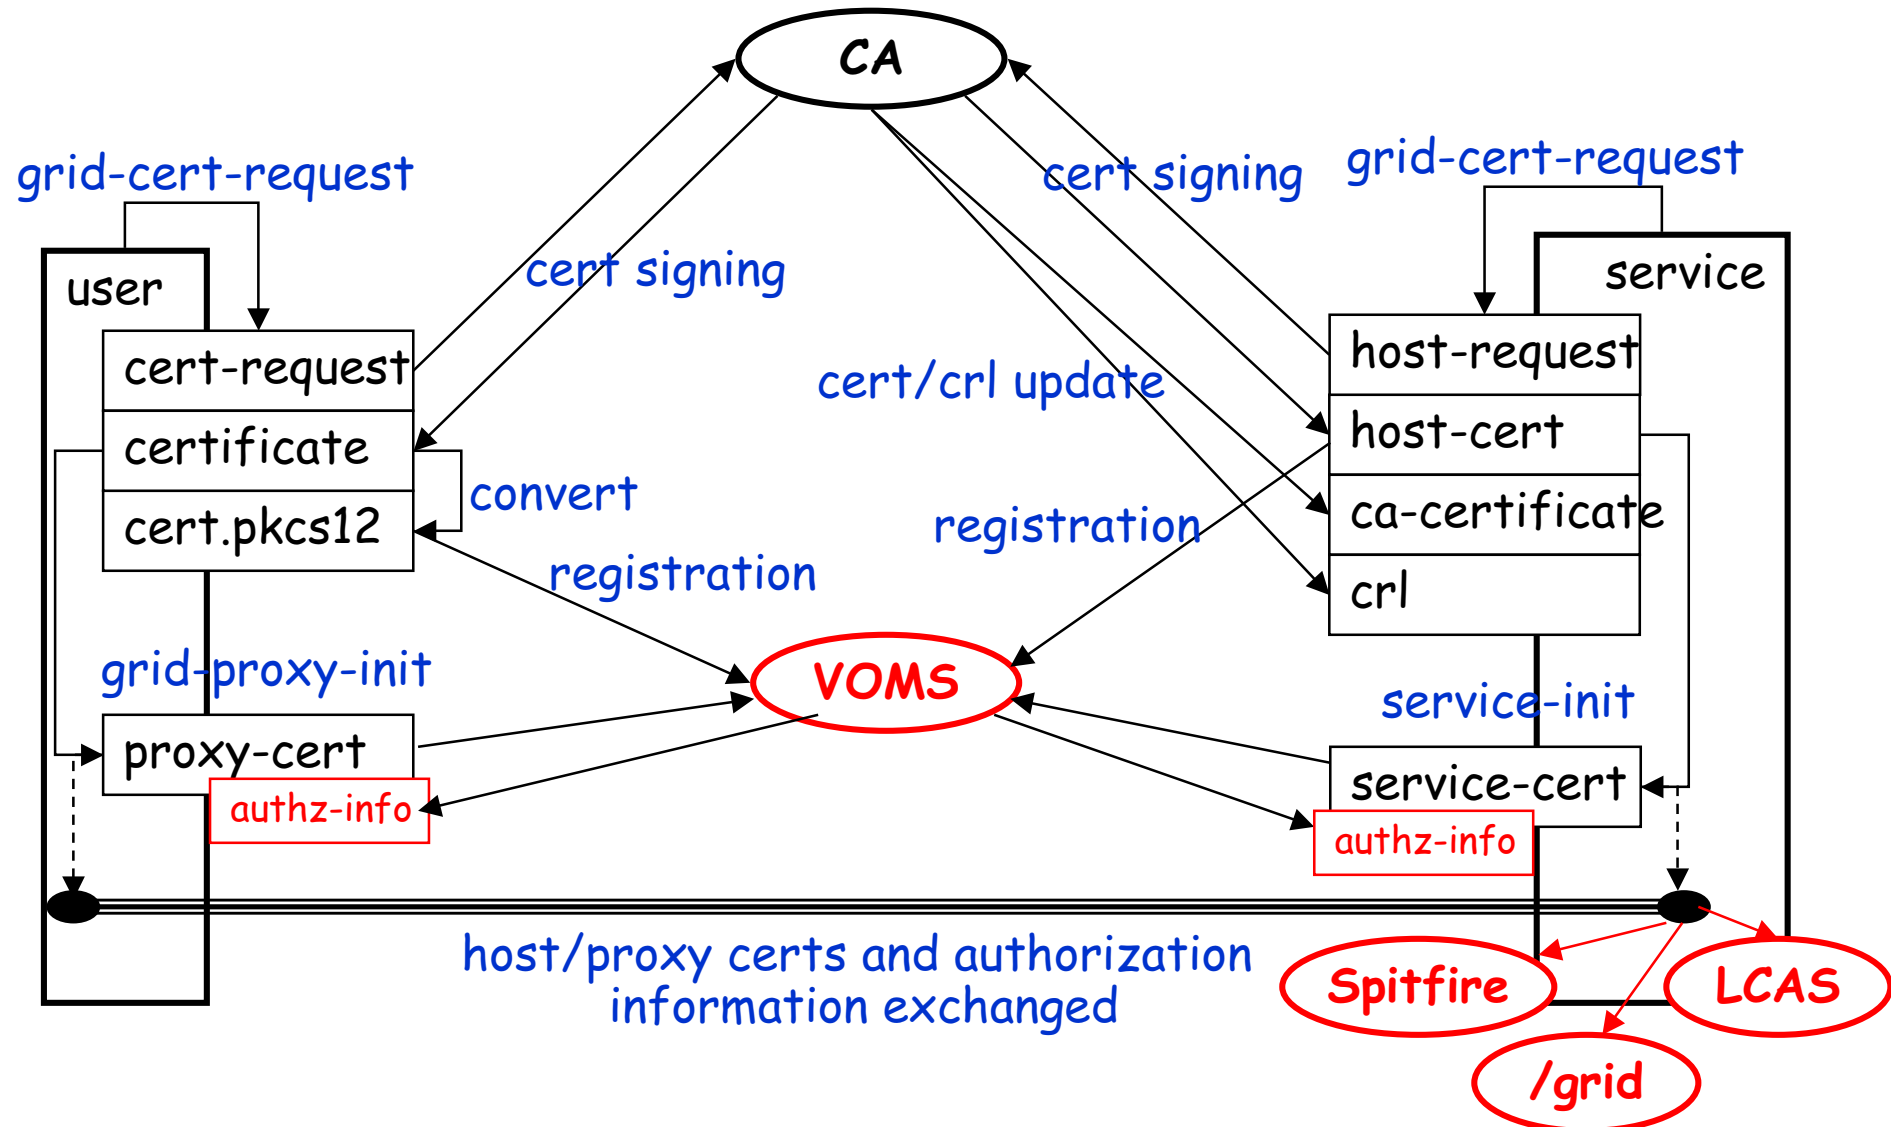 CA
grid-cert-request
cert signing
grid-cert-request
user
cert signing
service
cert-request
host-request
cert/crl update
certificate
host-cert
convert
cert.pkcs12
registration
ca-certificate
registration
crl
grid-proxy-init
VOMS
service-init
proxy-cert
service-cert
authz-info
authz-info
host/proxy certs and authorization
information exchanged
Spitfire
LCAS
/grid